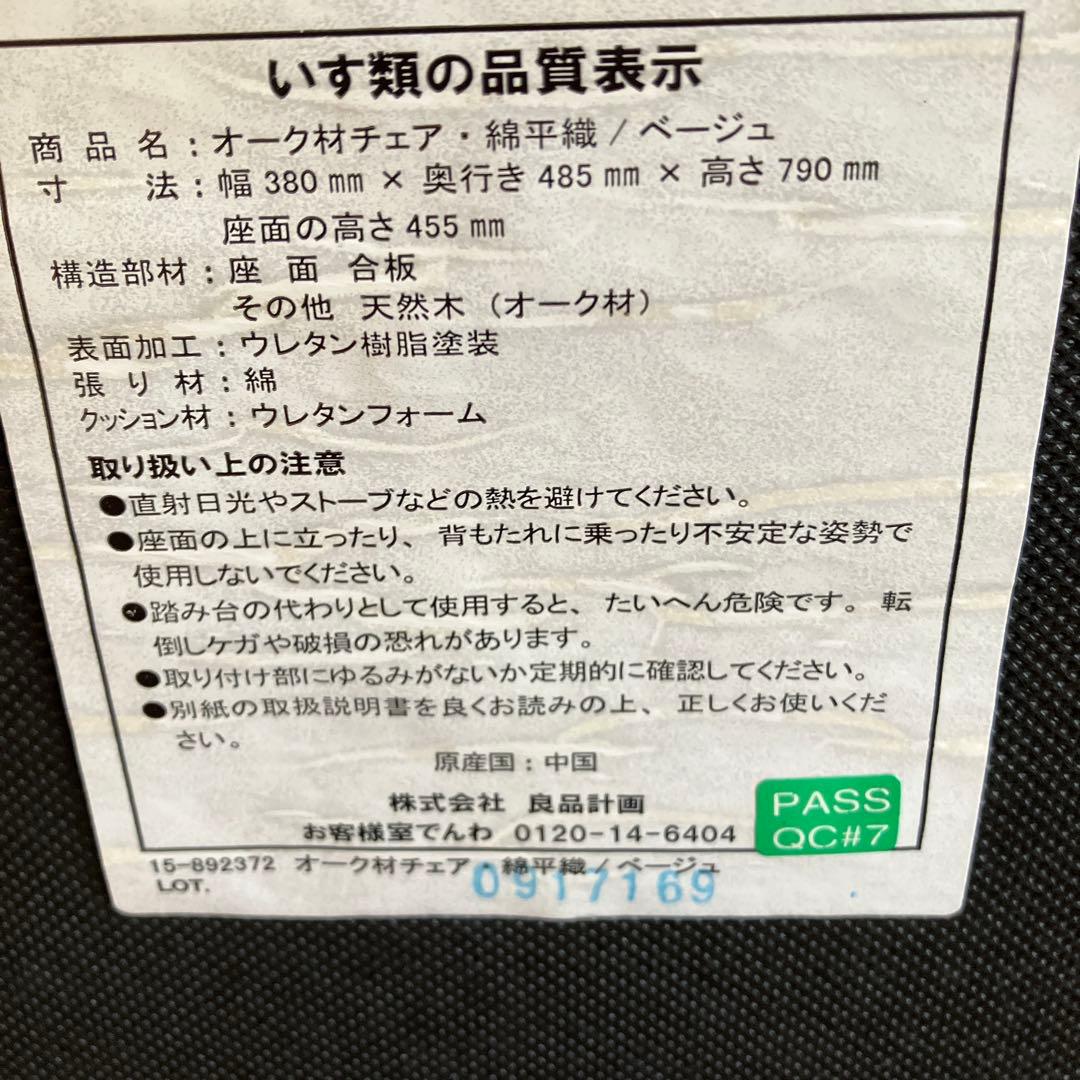 いす類の品質表示
商品名：オーク材チェア・綿平織 / ベージュ
寸法：幅 380 ㎜ × 奥行き 485 ㎜ × 高さ 790 ㎜
座面の高さ 455 ㎜
構造部材：座面 合板
その他 天然木（オーク材）
表面加工：ウレタン樹脂塗装
張り材：綿
クッション材：ウレタンフォーム
取り扱い上の注意
●直射日光やストーブなどの熱を避けてください。
●座面の上に立ったり、背もたれに乗ったり不安定な姿勢で
使用しないでください。
●踏み台の代わりとして使用すると、たいへん危険です。転
倒しケガや破損の恐れがあります。
●取り付け部にゆるみがないか定期的に確認してください。
●別紙の取扱説明書を良くお読みの上、正しくお使いくだ
さい。
原産国：中国
株式会社 良品計画
お客様室でんわ 0120-14-6404
PASS
QC#7
15-892372 オーク材チェア・綿平織 / ベージュ
LOT. 0917169